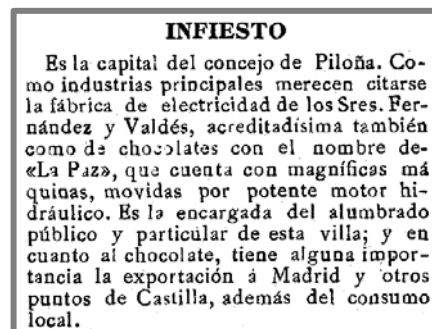 INFIESTO
Es la capital del concejo de Piloña. Co-
mo industrias principales merecen citarse
la fábrica de electricidad de los Sres. Fer-
nández y Valdés, acreditadísima también
como de chocolates con el nombre de-
«La Paz», que cuenta con magníficas má
quinas, movidas por potente motor hi-
dráulico. Es la encargada del alumbrado
público y particular de esta villa; y en
cuanto al chocolate, tiene alguna impor-
tancia la exportación á Madrid y otros
puntos de Castilla, además del consumo
local.